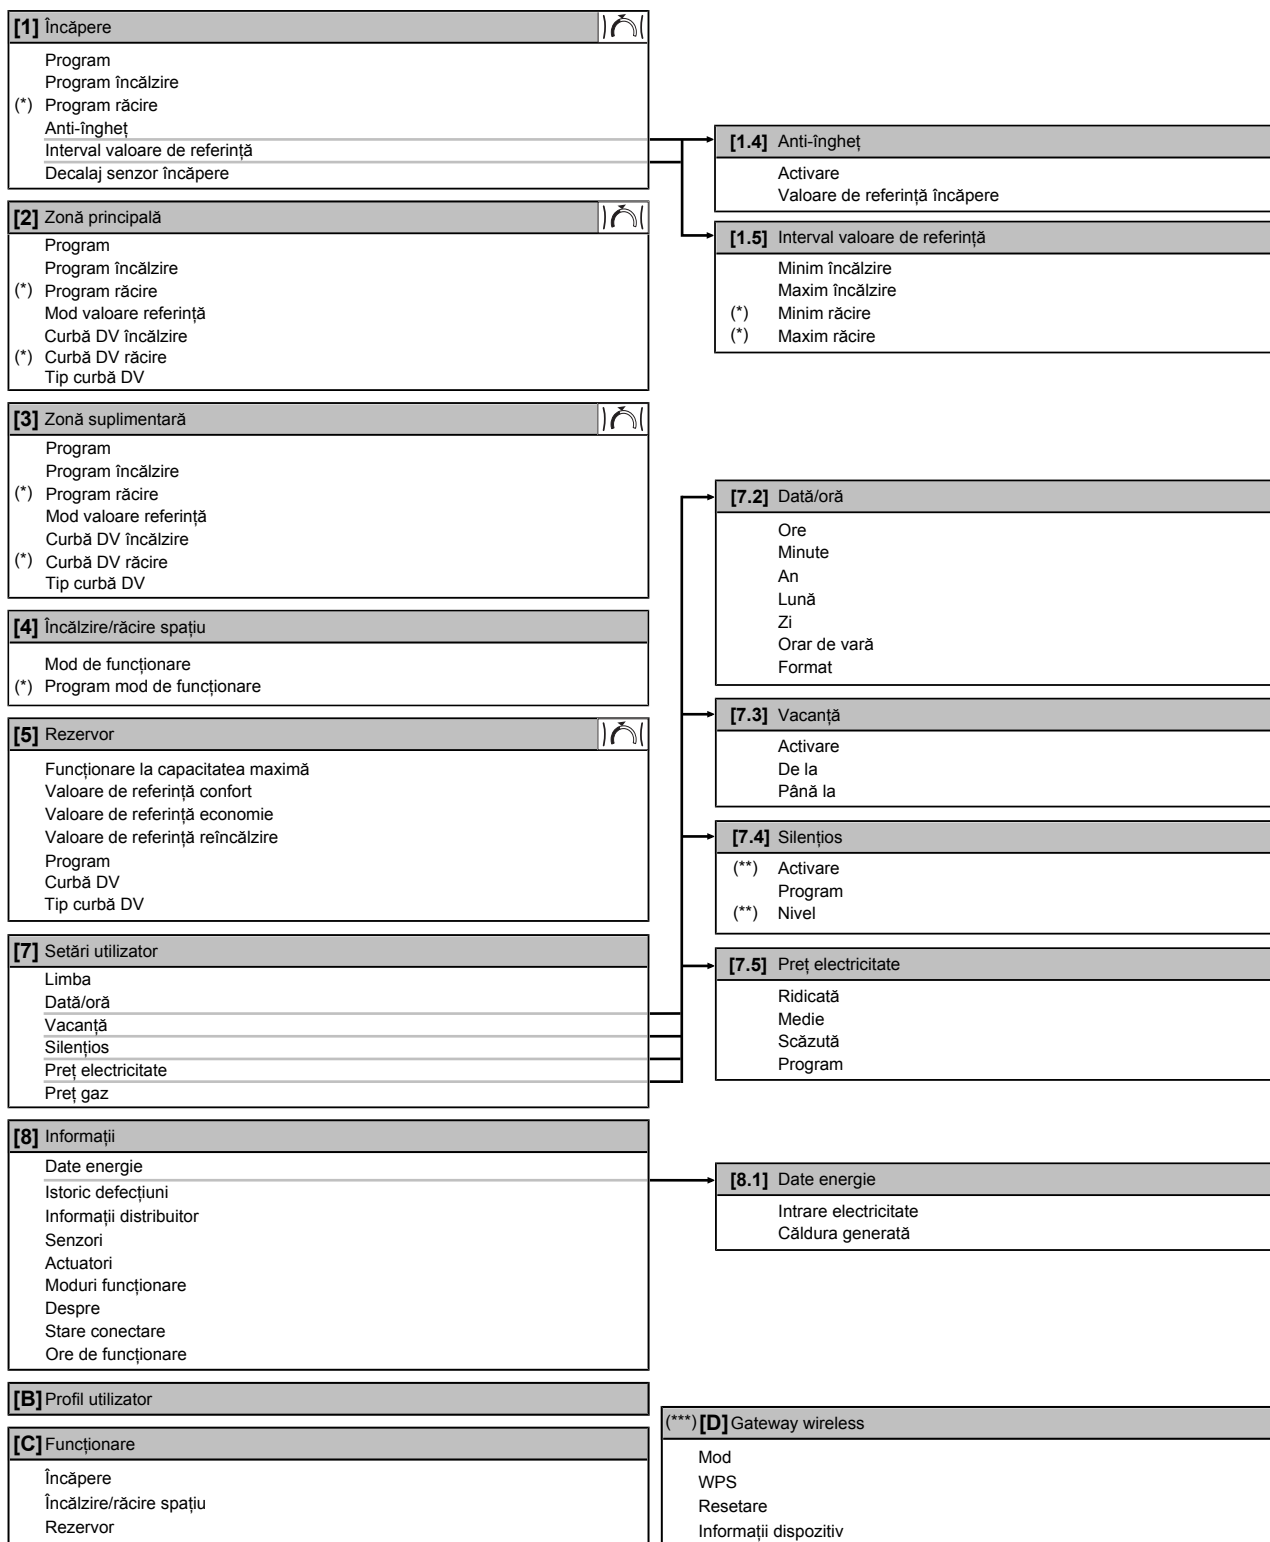 [1] Încăpere
Program
Program încălzire
(*) Program răcire
Anti-îngheț
Interval valoare de referință
Decalaj senzor încăpere
[1.4] Anti-îngheț
Activare
Valoare de referință încăpere
[1.5] Interval valoare de referință
Minim încălzire
Maxim încălzire
(*) Minim răcire
(*) Maxim răcire
[2] Zonă principală
Program
Program încălzire
(*) Program răcire
Mod valoare referință
Curbă DV încălzire
(*) Curbă DV răcire
Tip curbă DV
[3] Zonă suplimentară
Program
Program încălzire
(*) Program răcire
Mod valoare referință
Curbă DV încălzire
(*) Curbă DV răcire
Tip curbă DV
[4] Încălzire/răcire spațiu
Mod de funcționare
(*) Program mod de funcționare
[5] Rezervor
Funcționare la capacitatea maximă
Valoare de referință confort
Valoare de referință economie
Valoare de referință reîncălzire
Program
Curbă DV
Tip curbă DV
[7] Setări utilizator
Limba
Dată/oră
Vacanță
Silențios
Preț electricitate
Preț gaz
[7.2] Dată/oră
Ore
Minute
An
Lună
Zi
Orar de vară
Format
[7.3] Vacanță
Activare
De la
Până la
[7.4] Silențios
(**) Activare
Program
(**) Nivel
[7.5] Preț electricitate
Ridicată
Medie
Scăzută
Program
[8] Informații
Date energie
Istoric defecțiuni
Informații distribuitor
Senzori
Actuatori
Moduri funcționare
Despre
Stare conectare
Ore de funcționare
[8.1] Date energie
Intrare electricitate
Căldura generată
[B] Profil utilizator
[C] Funcționare
Încăpere
Încălzire/răcire spațiu
Rezervor
(***) [D] Gateway wireless
Mod
WPS
Resetare
Informații dispozitiv